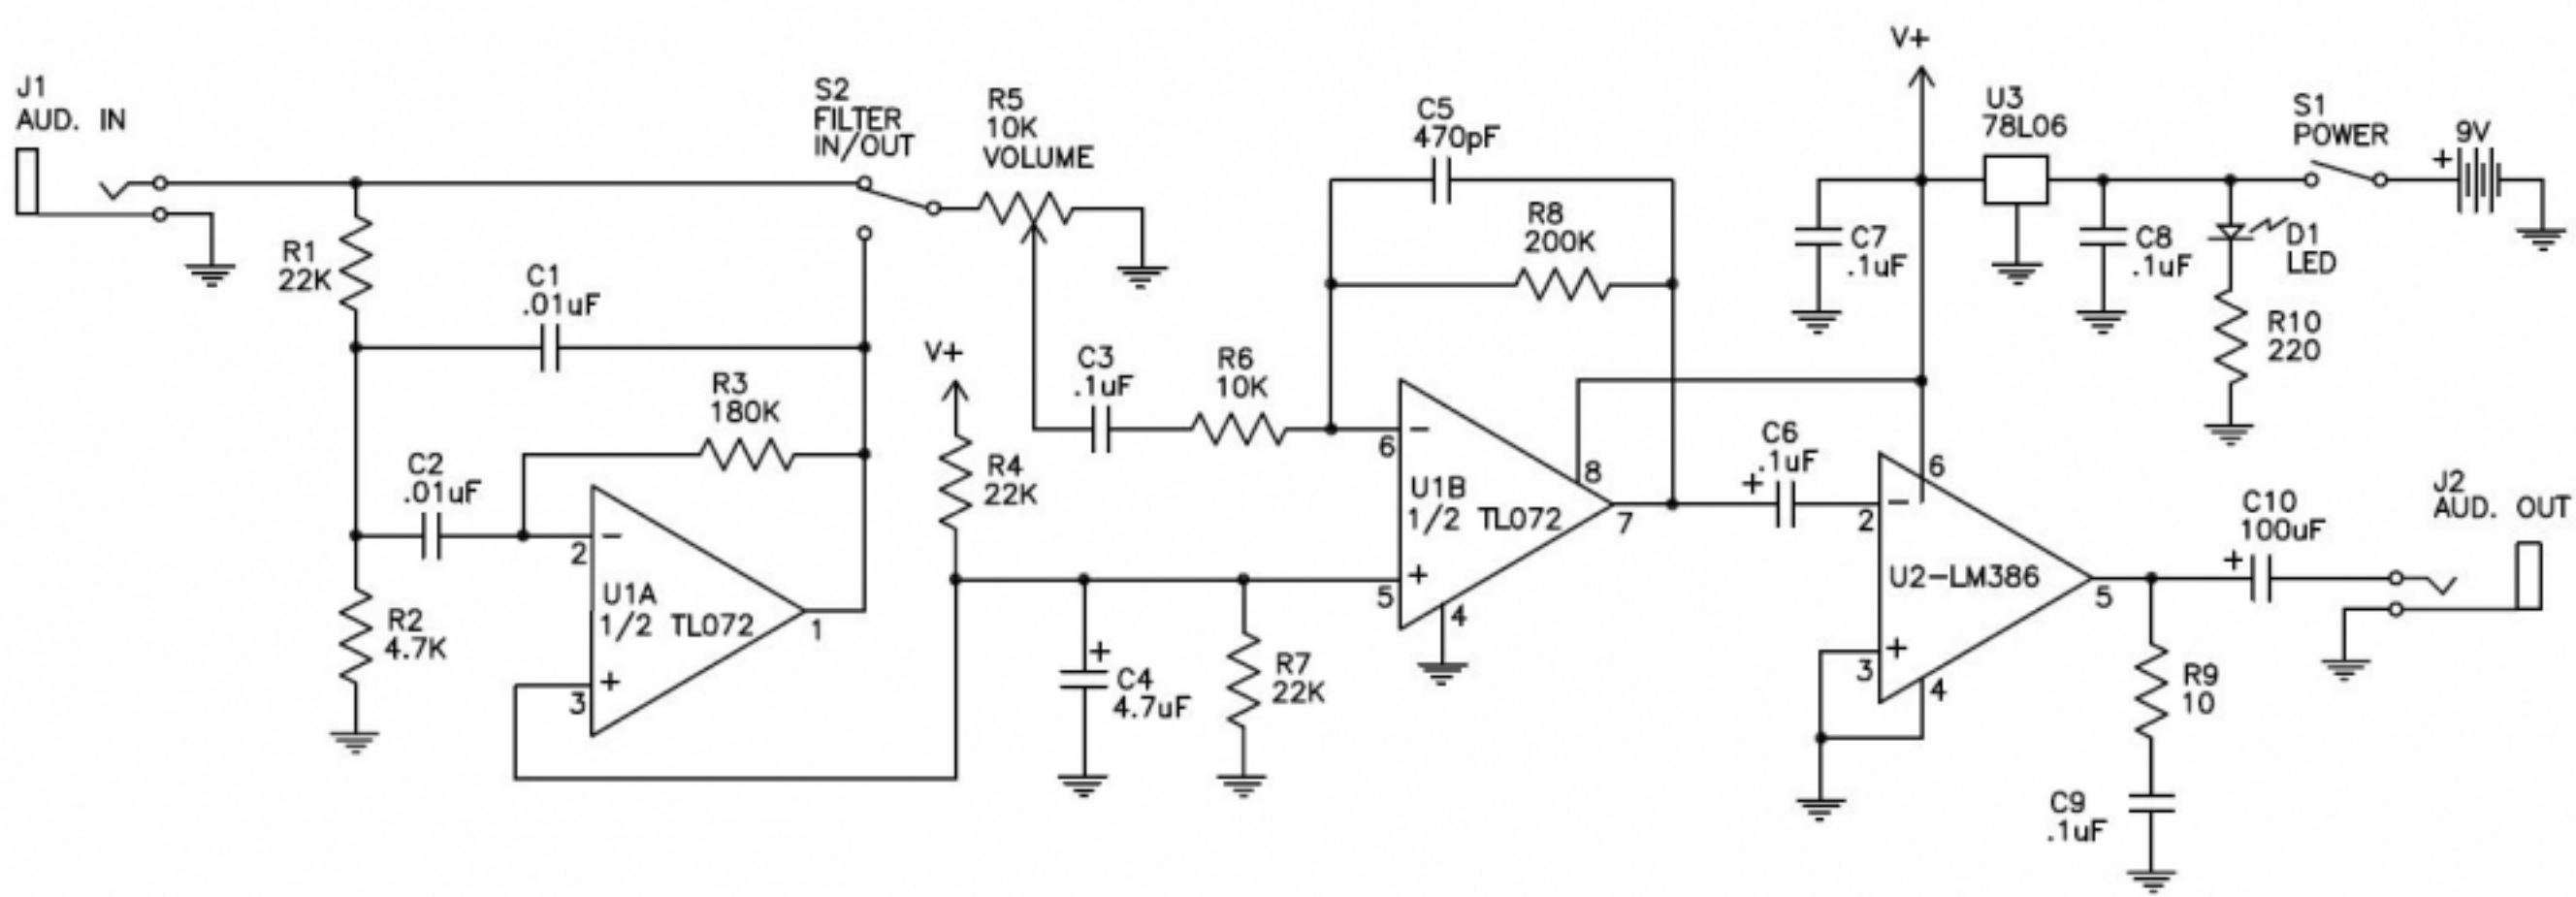 J1
AUD. IN
R1
22K
C1
.01uF
R3
180K
C2
.01uF
2
-
U1A
1/2 TL072
1
+
3
R2
4.7K
S2
FILTER
IN/OUT
R5
10K
VOLUME
V+
R4
22K
C3
.1uF
R6
10K
C4
4.7uF
+
R7
22K
C5
470pF
R8
200K
6
-
U1B
1/2 TL072
8
7
5
+
4
C6
.1uF
+
V+
C7
.1uF
U3
78L06
C8
.1uF
D1
LED
R10
220
S1
POWER
9V
+
6
-
2
U2-LM386
5
+
3
4
C10
100uF
+
J2
AUD. OUT
R9
10
C9
.1uF